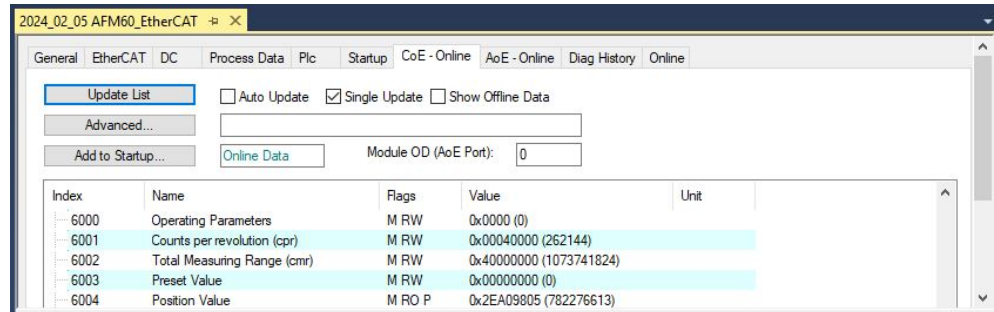 2024_02_05 AFM60_EtherCAT
General EtherCAT DC Process Data Plc Startup CoE - Online AoE - Online Diag History Online
Update List Auto Update Single Update Show Offline Data
Advanced...
Add to Startup... Online Data Module OD (AoE Port): 0
Index Name Flags Value Unit
6000 Operating Parameters M RW 0x0000 (0)
6001 Counts per revolution (cpr) M RW 0x00040000 (262144)
6002 Total Measuring Range (cmr) M RW 0x40000000 (1073741824)
6003 Preset Value M RW 0x00000000 (0)
6004 Position Value M RO P 0x2EA09805 (782276613)